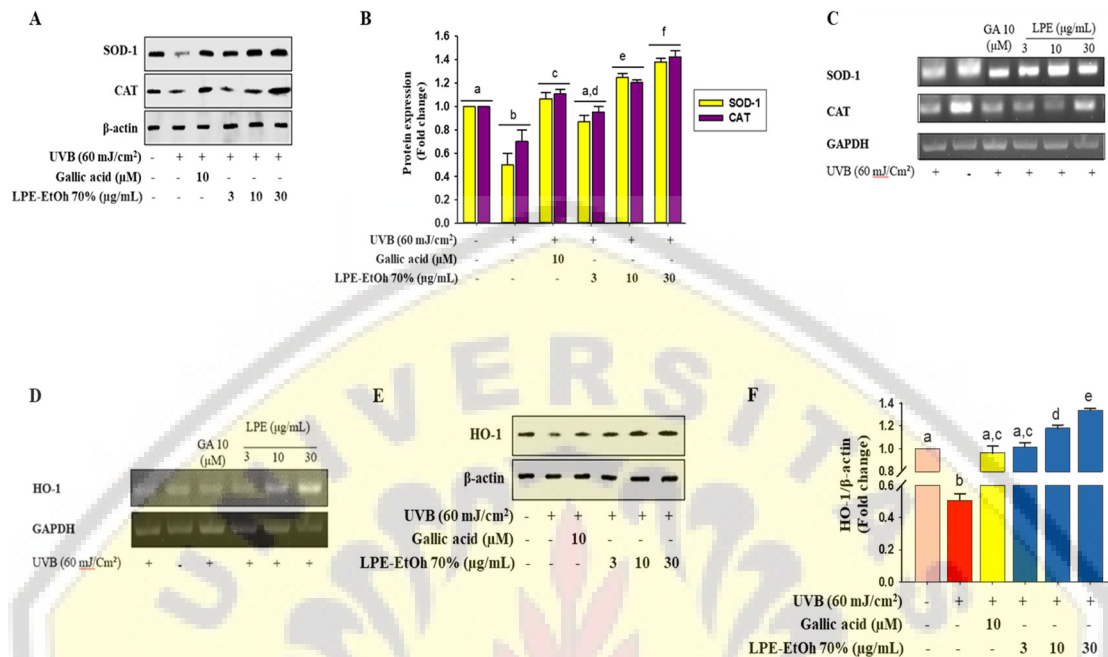 A
SOD-1
CAT
β-actin
UVB (60 mJ/cm²) - + + + + +
Gallic acid (µM) - - 10 - - -
LPE-EtOh 70% (µg/mL) - - - 3 10 30
B
Protein expression
(Fold change)
1.6
1.4
1.2
1.0
0.8
0.6
0.4
0.2
0.0
a
b
c
a,d
e
f
SOD-1
CAT
UVB (60 mJ/cm²) - + + + + +
Gallic acid (µM) - - 10 - - -
LPE-EtOh 70% (µg/mL) - - - 3 10 30
C
GA 10
(µM)
LPE (µg/mL)
3 10 30
SOD-1
CAT
GAPDH
UVB (60 mJ/Cm²) + - + + + +
D
GA 10
(µM)
LPE (µg/mL)
3 10 30
HO-1
GAPDH
UVB (60 mJ/Cm²) + - + + + +
E
HO-1
β-actin
UVB (60 mJ/cm²) - + + + + +
Gallic acid (µM) - - 10 - - -
LPE-EtOh 70% (µg/mL) - - - 3 10 30
F
HO-1/β-actin
(Fold change)
1.4
1.2
1.0
0.8
0.6
0.4
0.2
0.0
a
b
a,c
a,c
d
e
UVB (60 mJ/cm²) - + + + + +
Gallic acid (µM) - - 10 - - -
LPE-EtOh 70% (µg/mL) - - - 3 10 30
UNIVERSIT